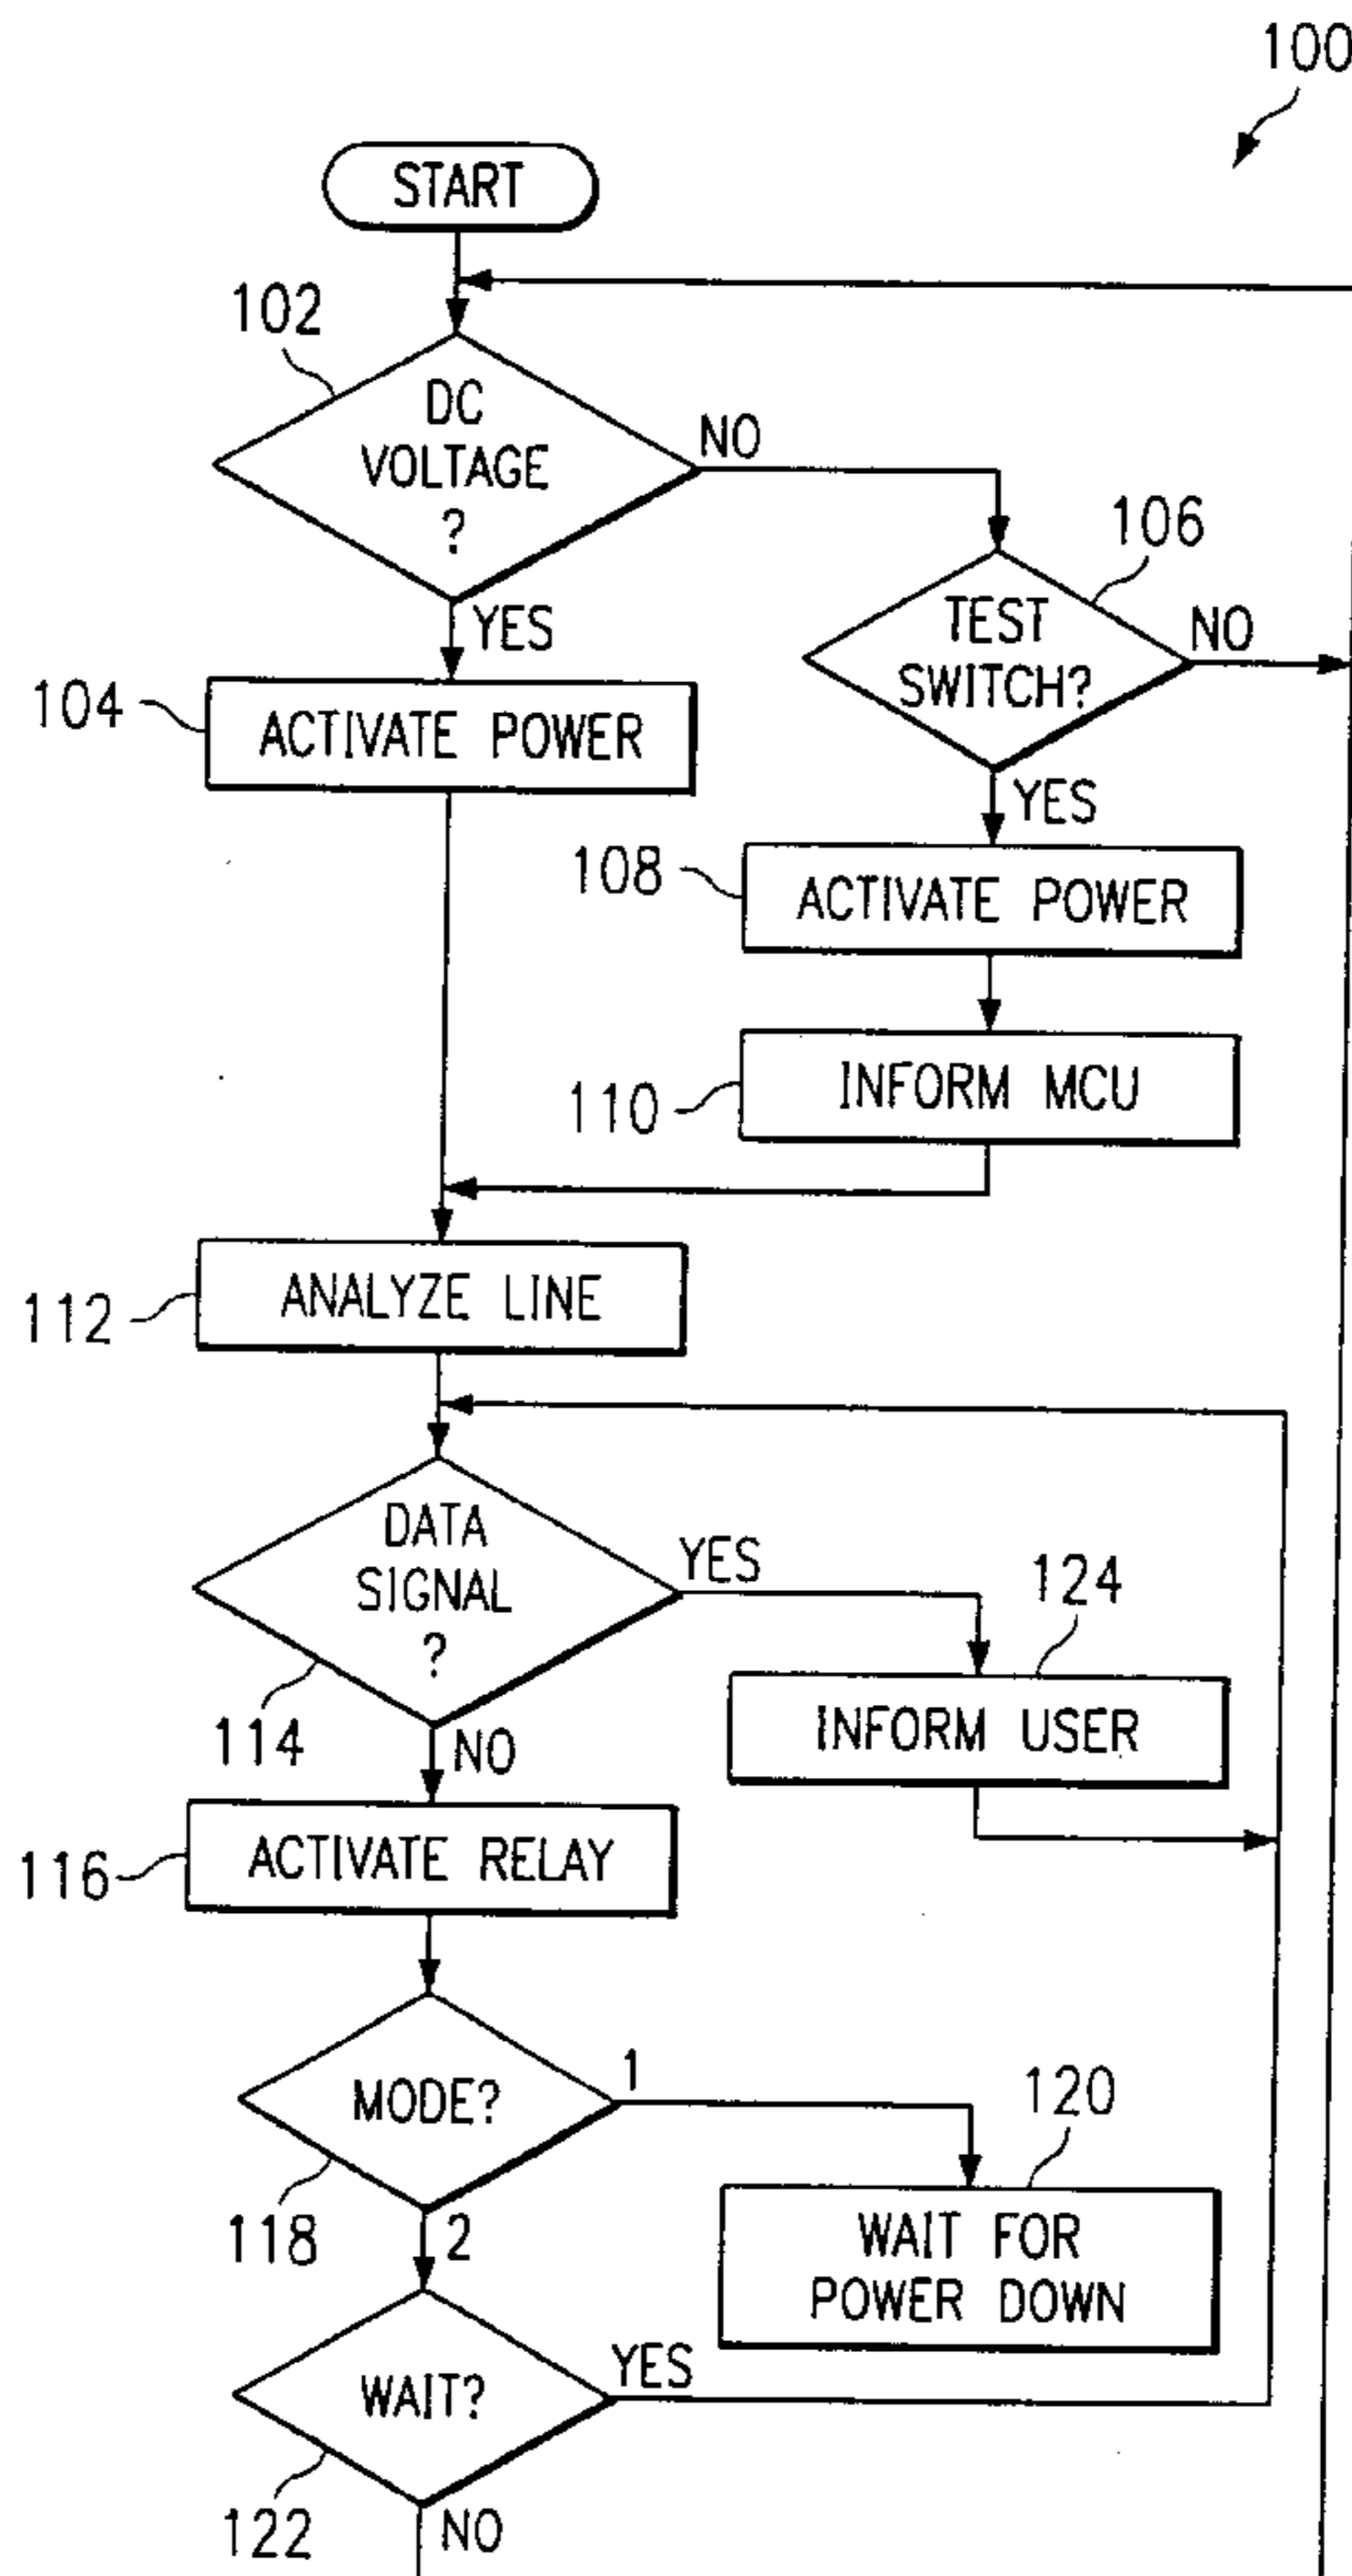 100
START
102
DC
VOLTAGE
?
NO
YES
106
TEST
SWITCH?
NO
YES
104
ACTIVATE POWER
108
ACTIVATE POWER
110
INFORM MCU
112
ANALYZE LINE
DATA
SIGNAL
?
YES
114
NO
124
INFORM USER
116
ACTIVATE RELAY
MODE?
1
118
2
120
WAIT FOR
POWER DOWN
WAIT?
YES
122
NO